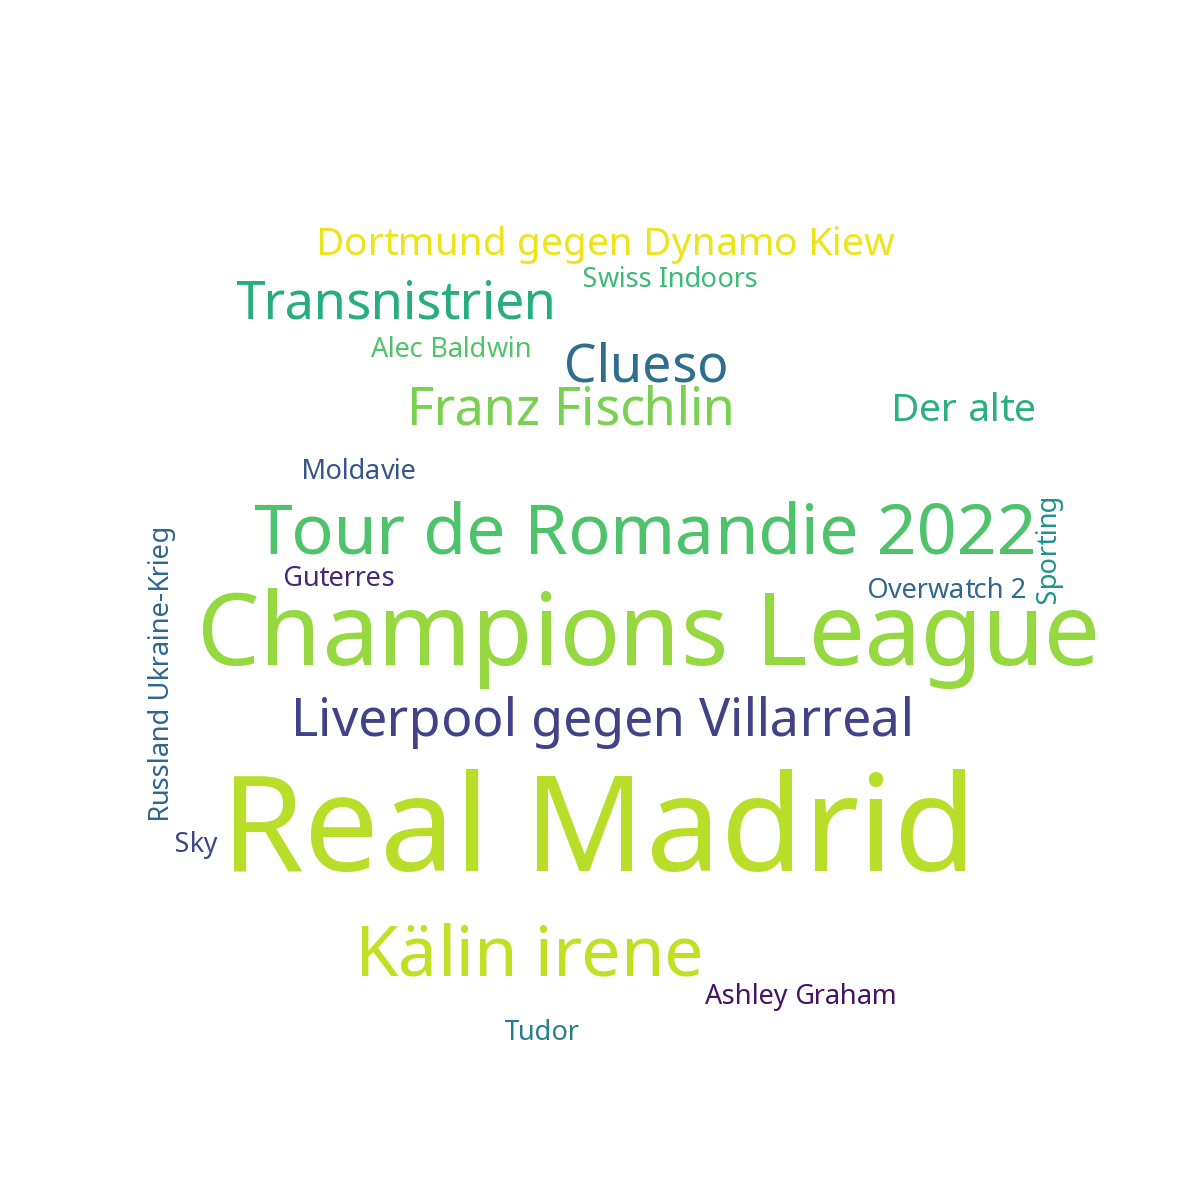 Dortmund gegen Dynamo Kiew
Swiss Indoors
Transnistrien
Alec Baldwin
Clueso
Franz Fischlin
Der alte
Moldavie
Tour de Romandie 2022
Sporting
Guterres
Overwatch 2
Champions League
Russland Ukraine-Krieg
Liverpool gegen Villarreal
Real Madrid
Sky
Kälin irene
Ashley Graham
Tudor